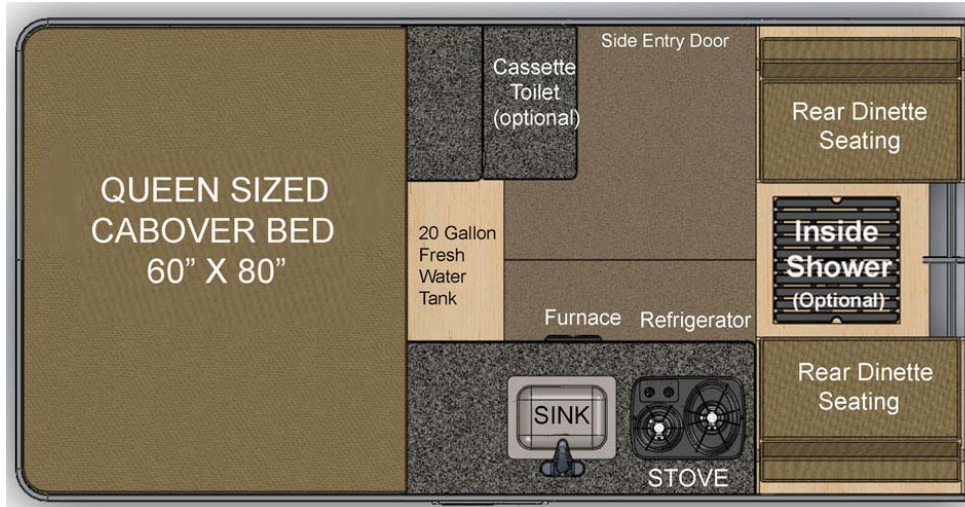 QUEEN SIZED
CABOVER BED
60” X 80”
Cassette
Toilet
(optional)
Side Entry Door
Rear Dinette
Seating
20 Gallon
Fresh
Water
Tank
Inside
Shower
(Optional)
Furnace
Refrigerator
SINK
STOVE
Rear Dinette
Seating